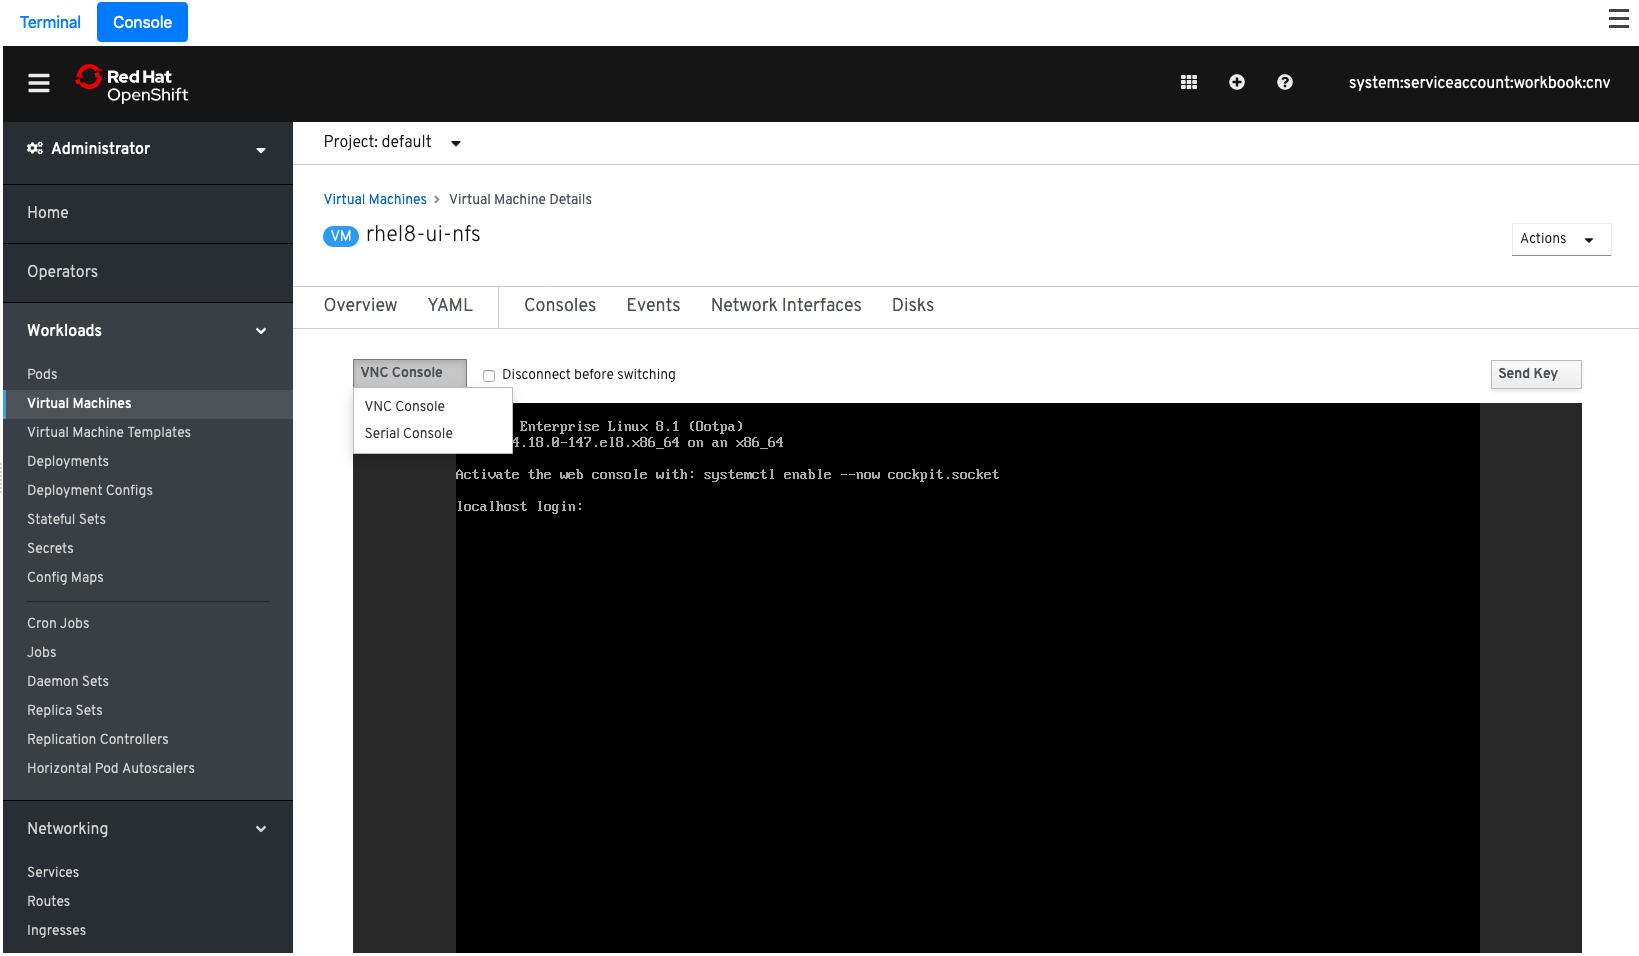 Terminal
Console
Red Hat
OpenShift
system:serviceaccount:workbook:cnv
Administrator
Home
Operators
Workloads
Pods
Virtual Machines
Virtual Machine Templates
Deployments
Deployment Configs
Stateful Sets
Secrets
Config Maps
Cron Jobs
Jobs
Daemon Sets
Replica Sets
Replication Controllers
Horizontal Pod Autoscalers
Networking
Services
Routes
Ingresses
Project: default
Virtual Machines > Virtual Machine Details
VM rhel8-ui-nfs
Actions
Overview YAML Consoles Events Network Interfaces Disks
VNC Console
Disconnect before switching
Send Key
VNC Console
Serial Console
Enterprise Linux 8.1 (Ootpa)
4.18.0-147.el8.x86_64 on an x86_64
Activate the web console with: systemctl enable --now cockpit.socket
localhost login: